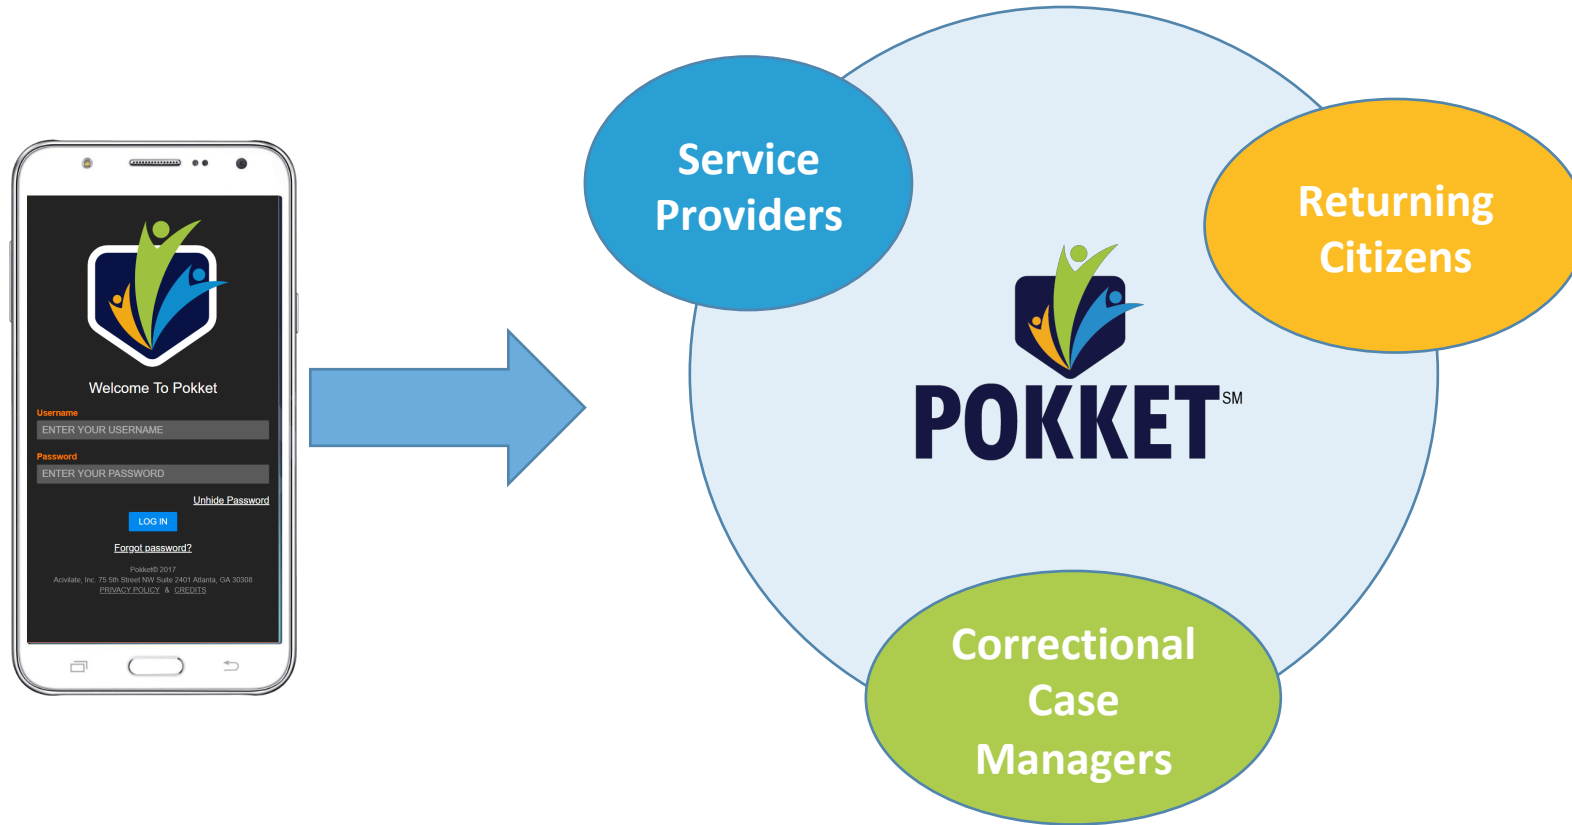 Welcome To Pokket
Username
ENTER YOUR USERNAME
Password
ENTER YOUR PASSWORD
Unhide Password
LOG IN
Forgot password?
Pokket© 2017
Acivilate, Inc. 75 5th Street NW Suite 2401 Atlanta, GA 30308
PRIVACY POLICY & CREDITS
Service
Providers
Returning
Citizens
POKKET SM
Correctional
Case
Managers